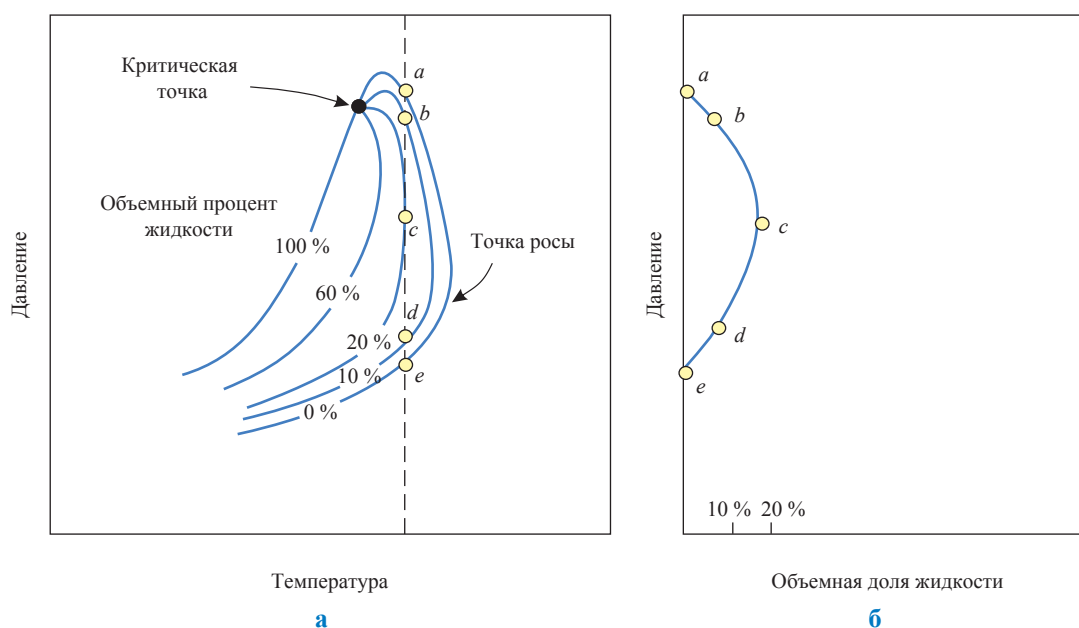 Критическая
точка
Объемный процент
жидкости
100 %
60 %
20 %
10 %
0 %
a
b
c
d
e
Точка росы
Давление
Температура
а
a
b
c
d
e
Давление
10 % 20 %
Объемная доля жидкости
б